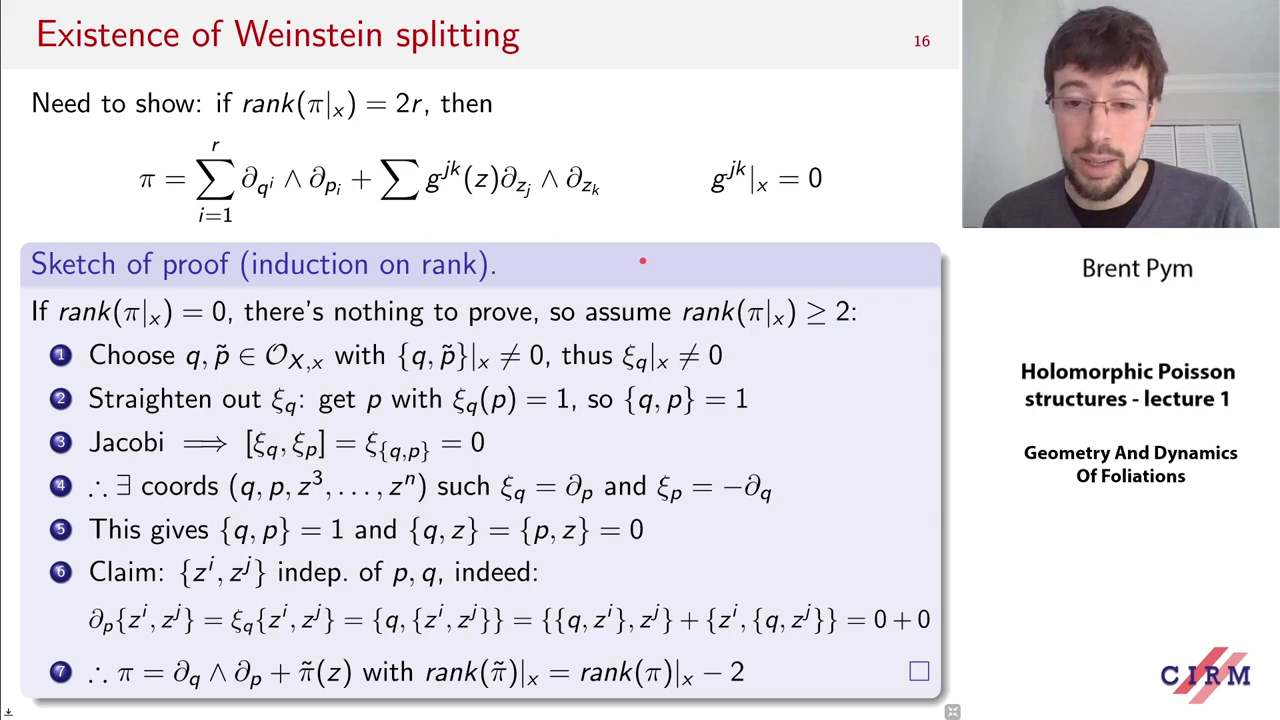 Existence of Weinstein splitting
16
Need to show: if rank(π|ₓ) = 2r, then
π = ∑_{i=1}^{r} ∂_{qⁱ} ∧ ∂_{pᵢ} + ∑ g^{jk}(z)∂_{zⱼ} ∧ ∂_{zₖ}    g^{jk}|ₓ = 0
Sketch of proof (induction on rank).
If rank(π|ₓ) = 0, there's nothing to prove, so assume rank(π|ₓ) ≥ 2:
1 Choose q, p̃ ∈ 𝒪_{X,x} with {q, p̃}|ₓ ≠ 0, thus ξ_q|ₓ ≠ 0
2 Straighten out ξ_q: get p with ξ_q(p) = 1, so {q, p} = 1
3 Jacobi ⟹ [ξ_q, ξ_p] = ξ_{{q,p}} = 0
4 ∴ ∃ coords (q, p, z³, . . . , zⁿ) such ξ_q = ∂_p and ξ_p = −∂_q
5 This gives {q, p} = 1 and {q, z} = {p, z} = 0
6 Claim: {zⁱ, zʲ} indep. of p, q, indeed:
∂_p{zⁱ, zʲ} = ξ_q{zⁱ, zʲ} = {q, {zⁱ, zʲ}} = {{q, zⁱ}, zʲ} + {zⁱ, {q, zʲ}} = 0 + 0
7 ∴ π = ∂_q ∧ ∂_p + π̃(z) with rank(π̃)|ₓ = rank(π)|ₓ − 2 □
Brent Pym
Holomorphic Poisson
structures - lecture 1
Geometry And Dynamics
Of Foliations
CIRM